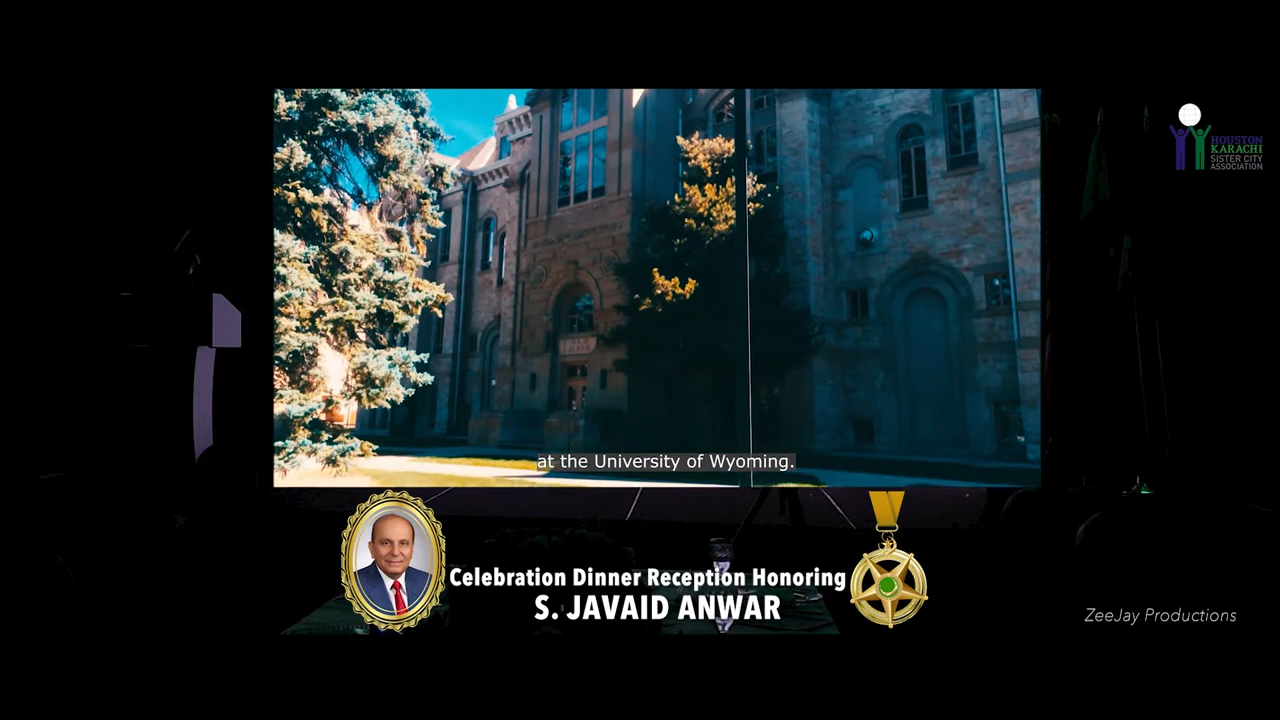 HOUSTON
KARACHI
SISTER CITY
ASSOCIATION
at the University of Wyoming.
Celebration Dinner Reception Honoring
S. JAVAID ANWAR
ZeeJay Productions